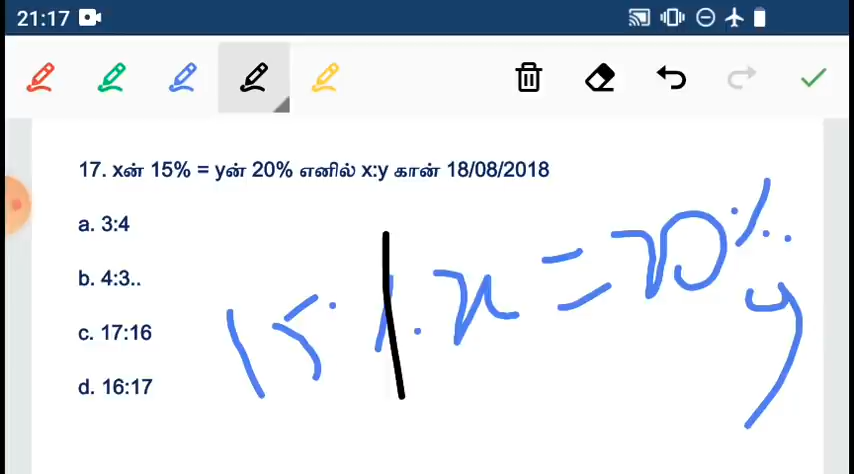 21:17
17. xன் 15% = yன் 20% எனில் x:y கான் 18/08/2018
a. 3:4
b. 4:3..
c. 17:16
d. 16:17
15% x = 20% y